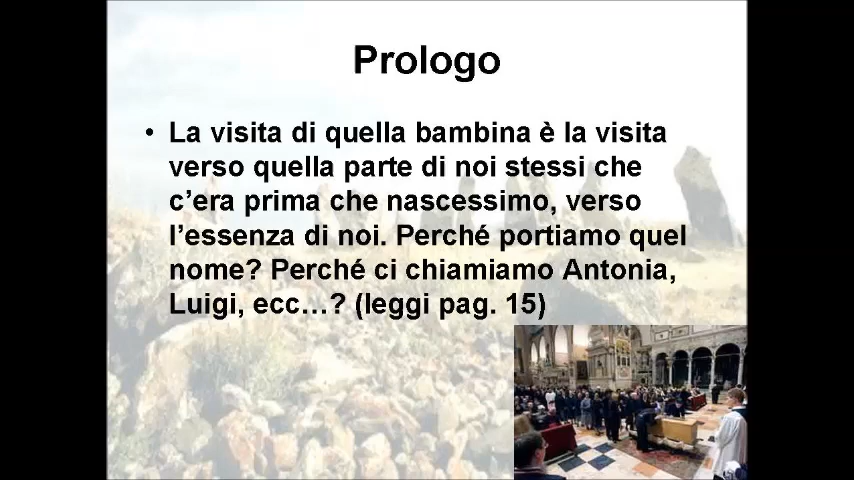 Prologo
• La visita di quella bambina è la visita
verso quella parte di noi stessi che
c'era prima che nascessimo, verso
l'essenza di noi. Perché portiamo quel
nome? Perché ci chiamiamo Antonia,
Luigi, ecc…? (leggi pag. 15)